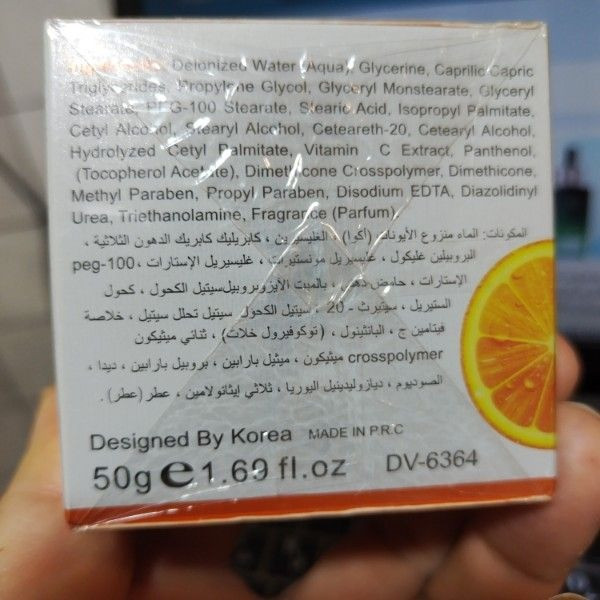 Deionized Water (Aqua), Glycerine, Caprilic/Capric
Triglycerides, Propylene Glycol, Glyceryl Monstearate, Glyceryl
Stearate, PEG-100 Stearate, Stearic Acid, Isopropyl Palmitate,
Cetyl Alcohol, Stearyl Alcohol, Ceteareth-20, Cetearyl Alcohol,
Hydrolyzed Cetyl Palmitate, Vitamin C Extract, Panthenol,
(Tocopherol Acetate), Dimethicone Crosspolymer, Dimethicone,
Methyl Paraben, Propyl Paraben, Disodium EDTA, Diazolidinyl
Urea, Triethanolamine, Fragrance (Parfum).
المكونات: الماء منزوع الأيونات (أكوا) ، الغليسيرين ، كابريليك كابريك الدهون الثلاثية ،
البروبيلين غليكول ، غليسيريل مونستيرات ، غليسيريل الإستارات ، peg-100
الإستارات ، حامض دهني ، بالميت الأيزوبروبيل سيتيل الكحول ، كحول
الستيريل ، سيتيرث - 20 ، سيتيل الكحول سيتيل تحلل سيتيل ، خلاصة
فيتامين ج ، البانثينول ، (توكوفيرول خلات) ، ثنائي ميثيكون
crosspolymer ميثيكون ، ميثيل بارابين ، بروبيل بارابين ، ديدا ،
الصوديوم ، ديازوليدينيل اليوريا ، ثلاثي إيثانولامين ، عطر (عطر) .
Designed By Korea MADE IN P.R.C
50g e 1.69 fl.oz DV-6364